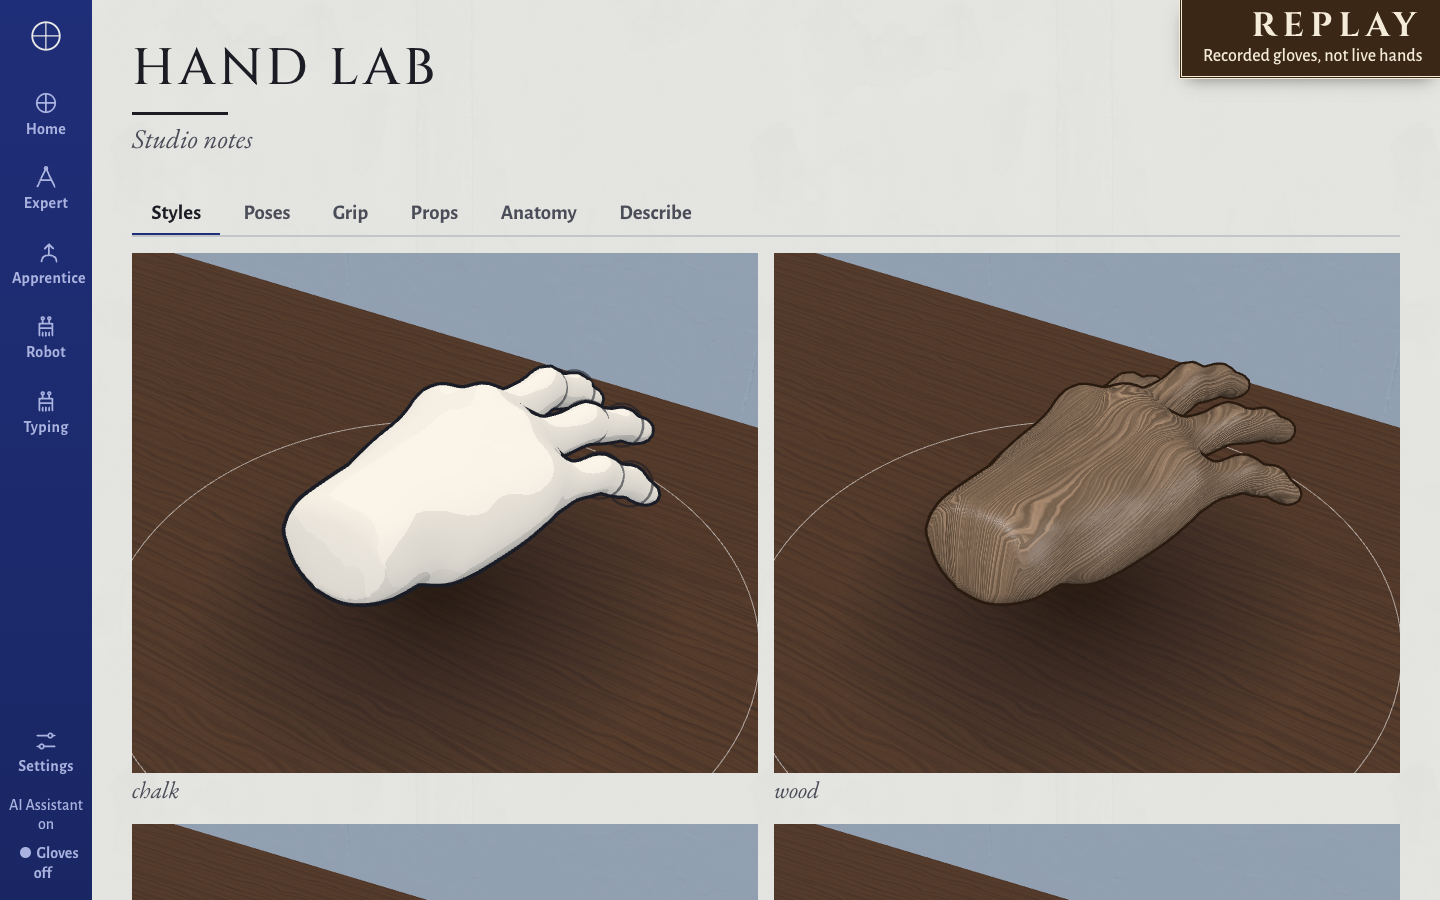 HAND LAB
Studio notes
REPLAY
Recorded gloves, not live hands
Home
Expert
Apprentice
Robot
Typing
Settings
AI Assistant
on
Gloves
off
Styles Poses Grip Props Anatomy Describe
chalk
wood